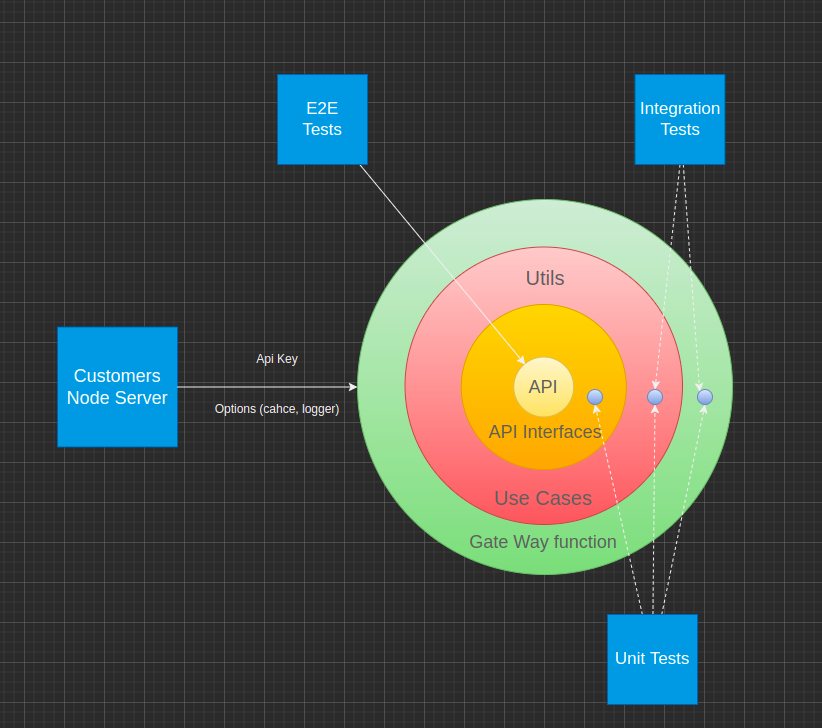 E2E
Tests
Integration
Tests
Utils
Customers
Node Server
Api Key
Options (cahce, logger)
API
API Interfaces
Use Cases
Gate Way function
Unit Tests